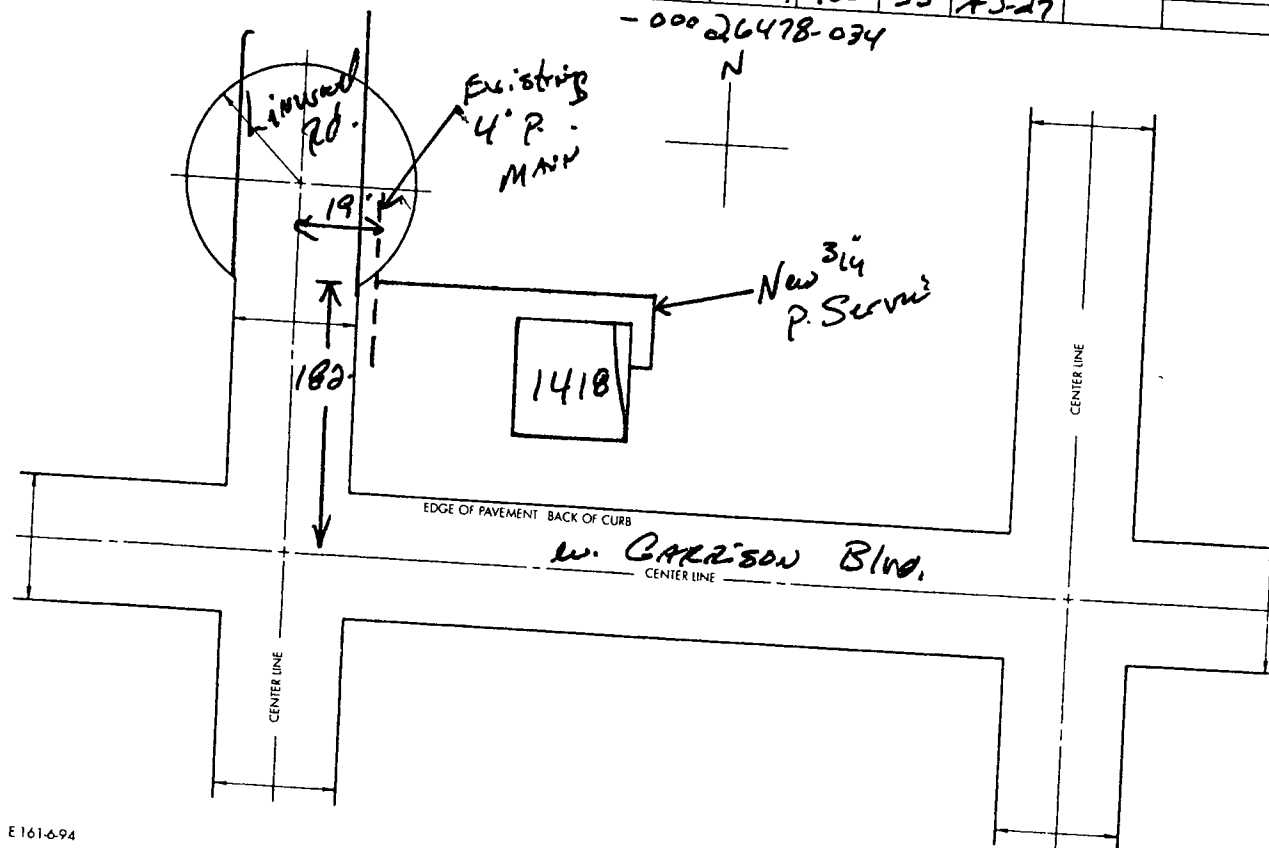 -00026478-034
N
Linwood
Rd.
Existing
4" P.
MAIN
19'
New 3/4"
P. Service
182'
1418
CENTER LINE
EDGE OF PAVEMENT BACK OF CURB
w. GARRISON Blvd.
CENTER LINE
CENTER LINE
E 161-6-94